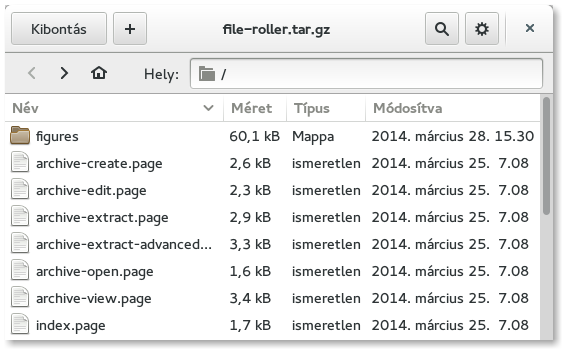 Kibontás + file-roller.tar.gz
Hely: /
Név Méret Típus Módosítva
figures 60,1 kB Mappa 2014. március 28. 15.30
archive-create.page 2,6 kB ismeretlen 2014. március 25. 7.08
archive-edit.page 2,3 kB ismeretlen 2014. március 25. 7.08
archive-extract.page 2,9 kB ismeretlen 2014. március 25. 7.08
archive-extract-advanced... 3,3 kB ismeretlen 2014. március 25. 7.08
archive-open.page 1,6 kB ismeretlen 2014. március 25. 7.08
archive-view.page 3,4 kB ismeretlen 2014. március 25. 7.08
index.page 1,7 kB ismeretlen 2014. március 25. 7.08